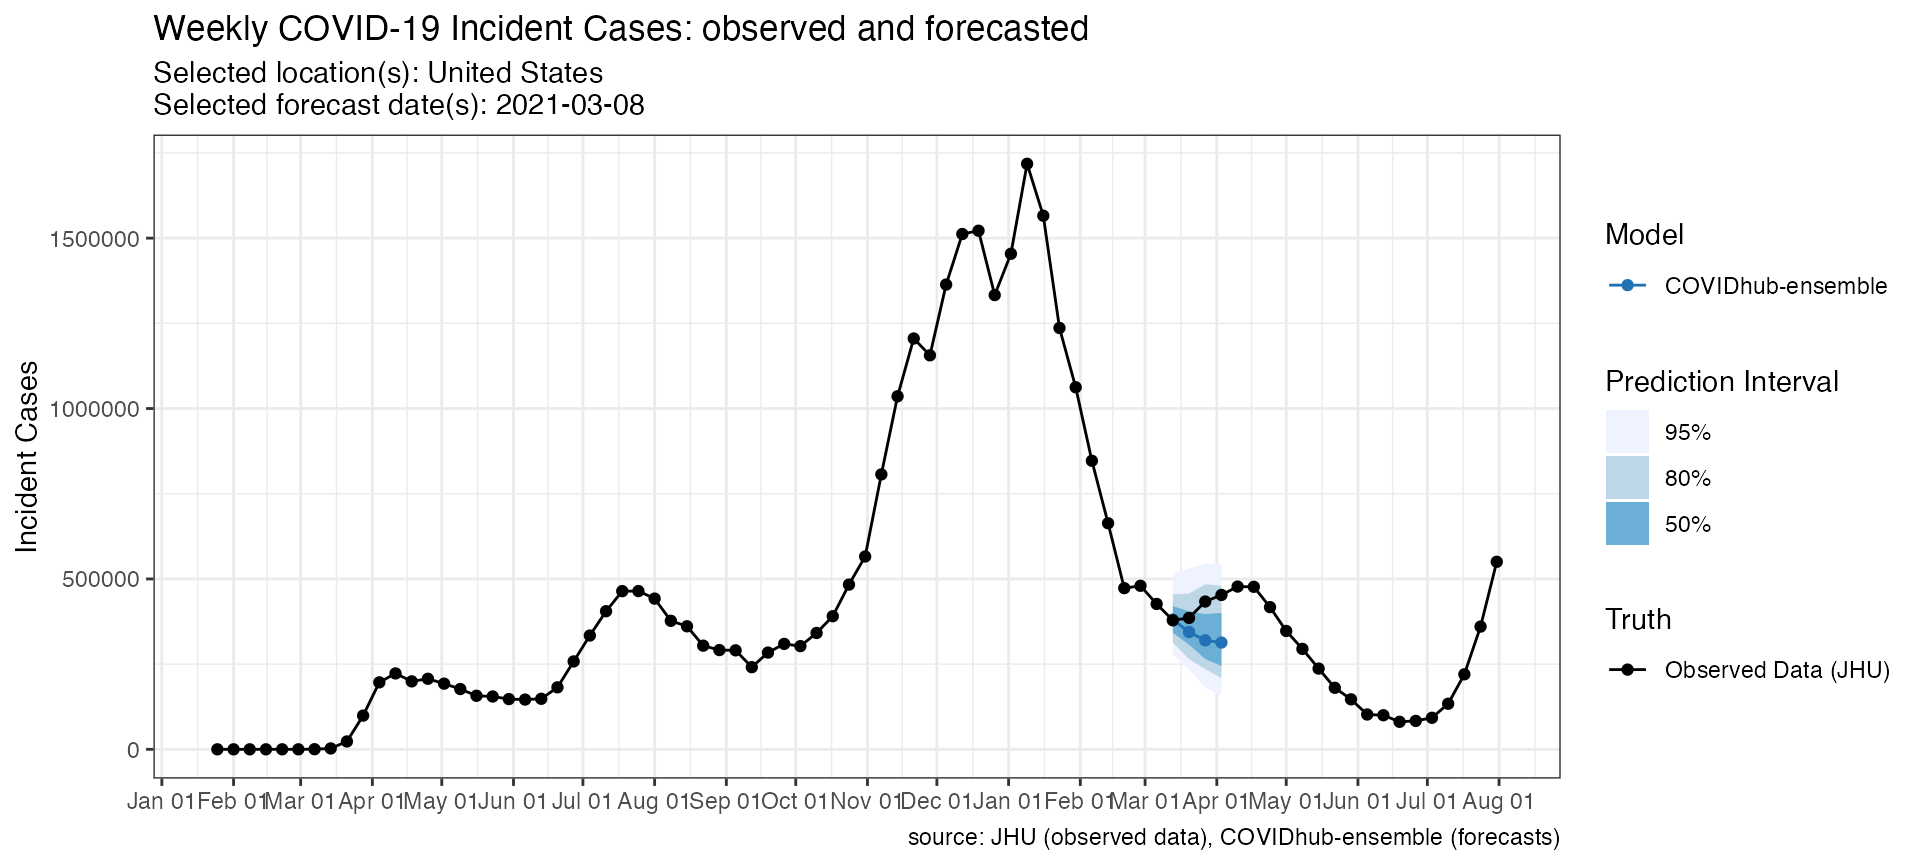 Weekly COVID-19 Incident Cases: observed and forecasted
Selected location(s): United States
Selected forecast date(s): 2021-03-08
Incident Cases
1500000
1000000
500000
0
Jan 01 Feb 01 Mar 01 Apr 01 May 01 Jun 01 Jul 01 Aug 01 Sep 01 Oct 01 Nov 01 Dec 01 Jan 01 Feb 01 Mar 01 Apr 01 May 01 Jun 01 Jul 01 Aug 01
source: JHU (observed data), COVIDhub-ensemble (forecasts)
Model
COVIDhub-ensemble
Prediction Interval
95%
80%
50%
Truth
Observed Data (JHU)